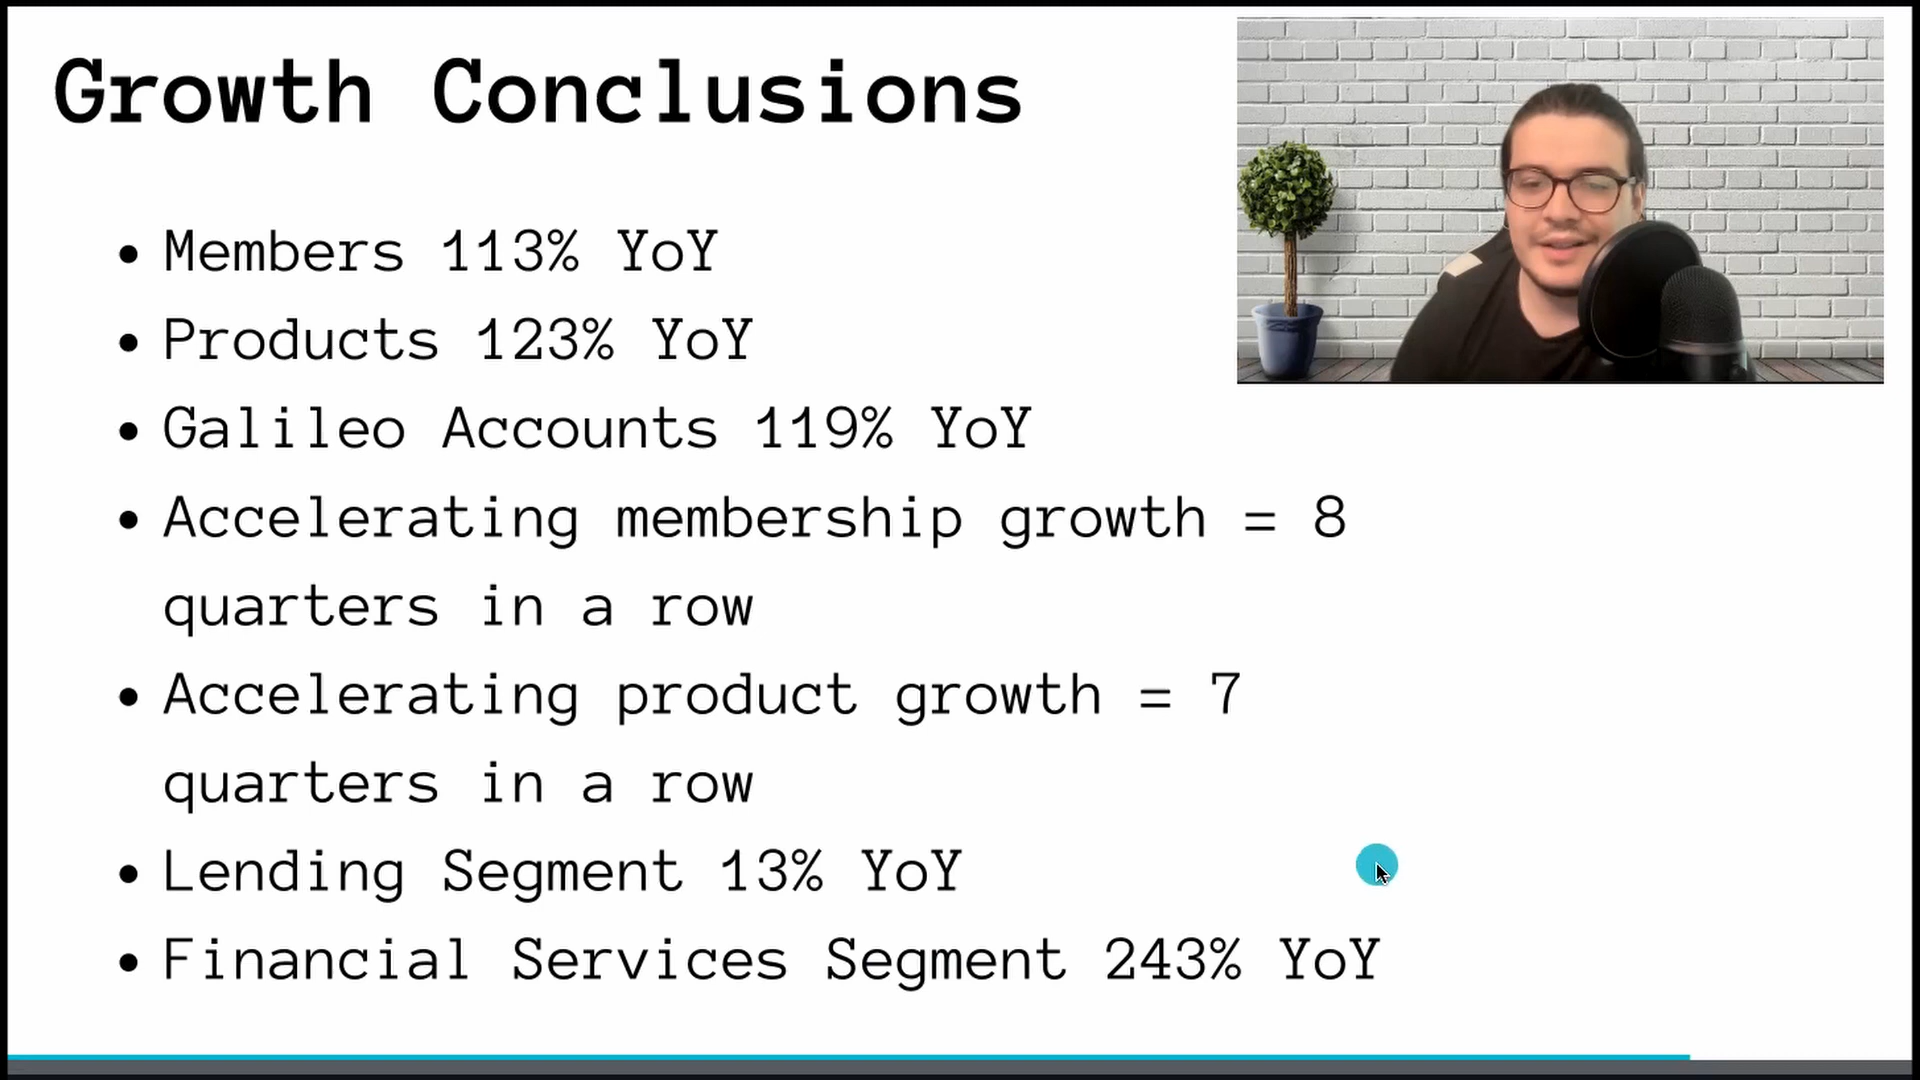 Growth Conclusions
• Members 113% YoY
• Products 123% YoY
• Galileo Accounts 119% YoY
• Accelerating membership growth = 8
quarters in a row
• Accelerating product growth = 7
quarters in a row
• Lending Segment 13% YoY
• Financial Services Segment 243% YoY